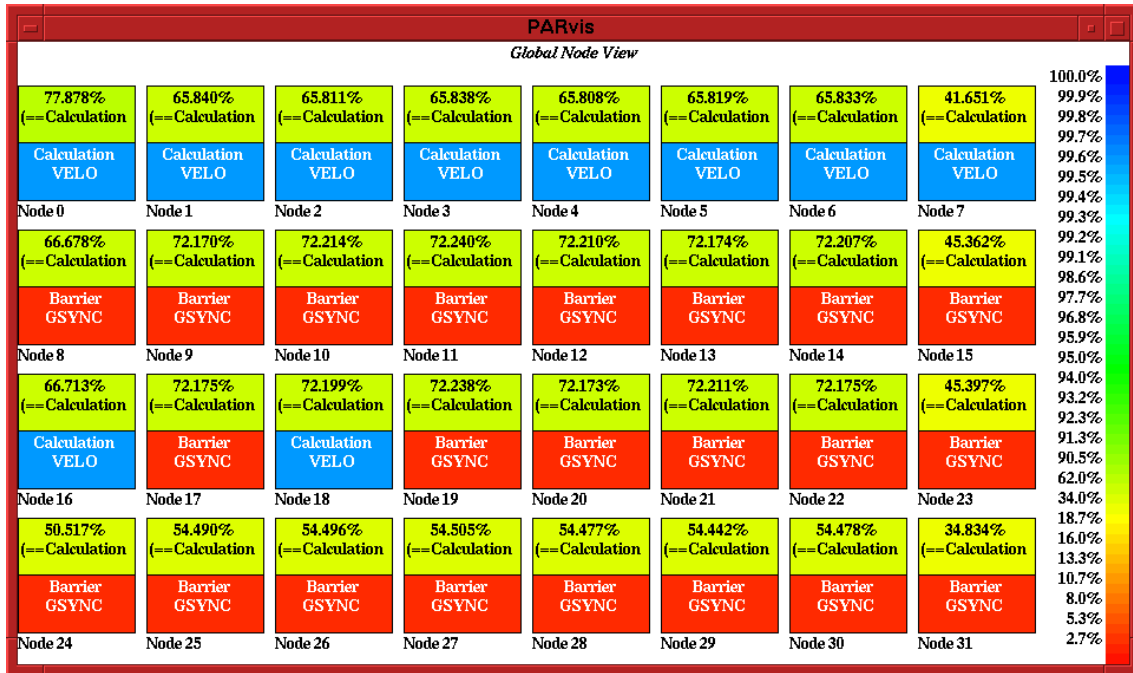 PARvis
Global Node View
77.878% 65.840% 65.811% 65.838% 65.808% 65.819% 65.833% 41.651%
(==Calculation (==Calculation (==Calculation (==Calculation (==Calculation (==Calculation (==Calculation (==Calculation
Calculation Calculation Calculation Calculation Calculation Calculation Calculation Calculation
VELO VELO VELO VELO VELO VELO VELO VELO
Node 0 Node 1 Node 2 Node 3 Node 4 Node 5 Node 6 Node 7
66.678% 72.170% 72.214% 72.240% 72.210% 72.174% 72.207% 45.362%
(==Calculation (==Calculation (==Calculation (==Calculation (==Calculation (==Calculation (==Calculation (==Calculation
Barrier Barrier Barrier Barrier Barrier Barrier Barrier Barrier
GSYNC GSYNC GSYNC GSYNC GSYNC GSYNC GSYNC GSYNC
Node 8 Node 9 Node 10 Node 11 Node 12 Node 13 Node 14 Node 15
66.713% 72.175% 72.199% 72.238% 72.173% 72.211% 72.175% 45.397%
(==Calculation (==Calculation (==Calculation (==Calculation (==Calculation (==Calculation (==Calculation (==Calculation
Calculation Barrier Calculation Barrier Barrier Barrier Barrier Barrier
VELO GSYNC VELO GSYNC GSYNC GSYNC GSYNC GSYNC
Node 16 Node 17 Node 18 Node 19 Node 20 Node 21 Node 22 Node 23
50.517% 54.490% 54.496% 54.505% 54.477% 54.442% 54.478% 34.834%
(==Calculation (==Calculation (==Calculation (==Calculation (==Calculation (==Calculation (==Calculation (==Calculation
Barrier Barrier Barrier Barrier Barrier Barrier Barrier Barrier
GSYNC GSYNC GSYNC GSYNC GSYNC GSYNC GSYNC GSYNC
Node 24 Node 25 Node 26 Node 27 Node 28 Node 29 Node 30 Node 31
100.0%
99.9%
99.8%
99.7%
99.6%
99.5%
99.4%
99.3%
99.2%
99.1%
98.6%
97.7%
96.8%
95.9%
95.0%
94.0%
93.2%
92.3%
91.3%
90.5%
62.0%
34.0%
18.7%
16.0%
13.3%
10.7%
8.0%
5.3%
2.7%